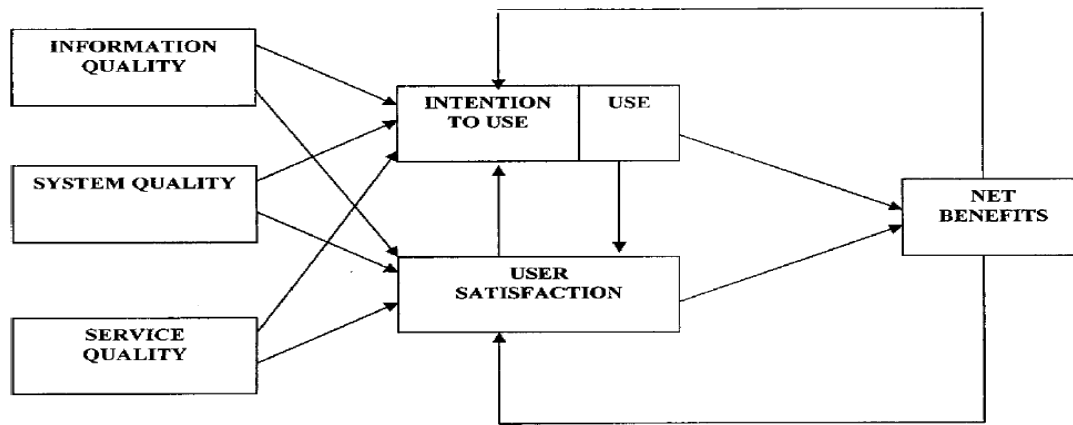 INFORMATION
QUALITY
INTENTION
TO USE
USE
SYSTEM QUALITY
NET
BENEFITS
USER
SATISFACTION
SERVICE
QUALITY